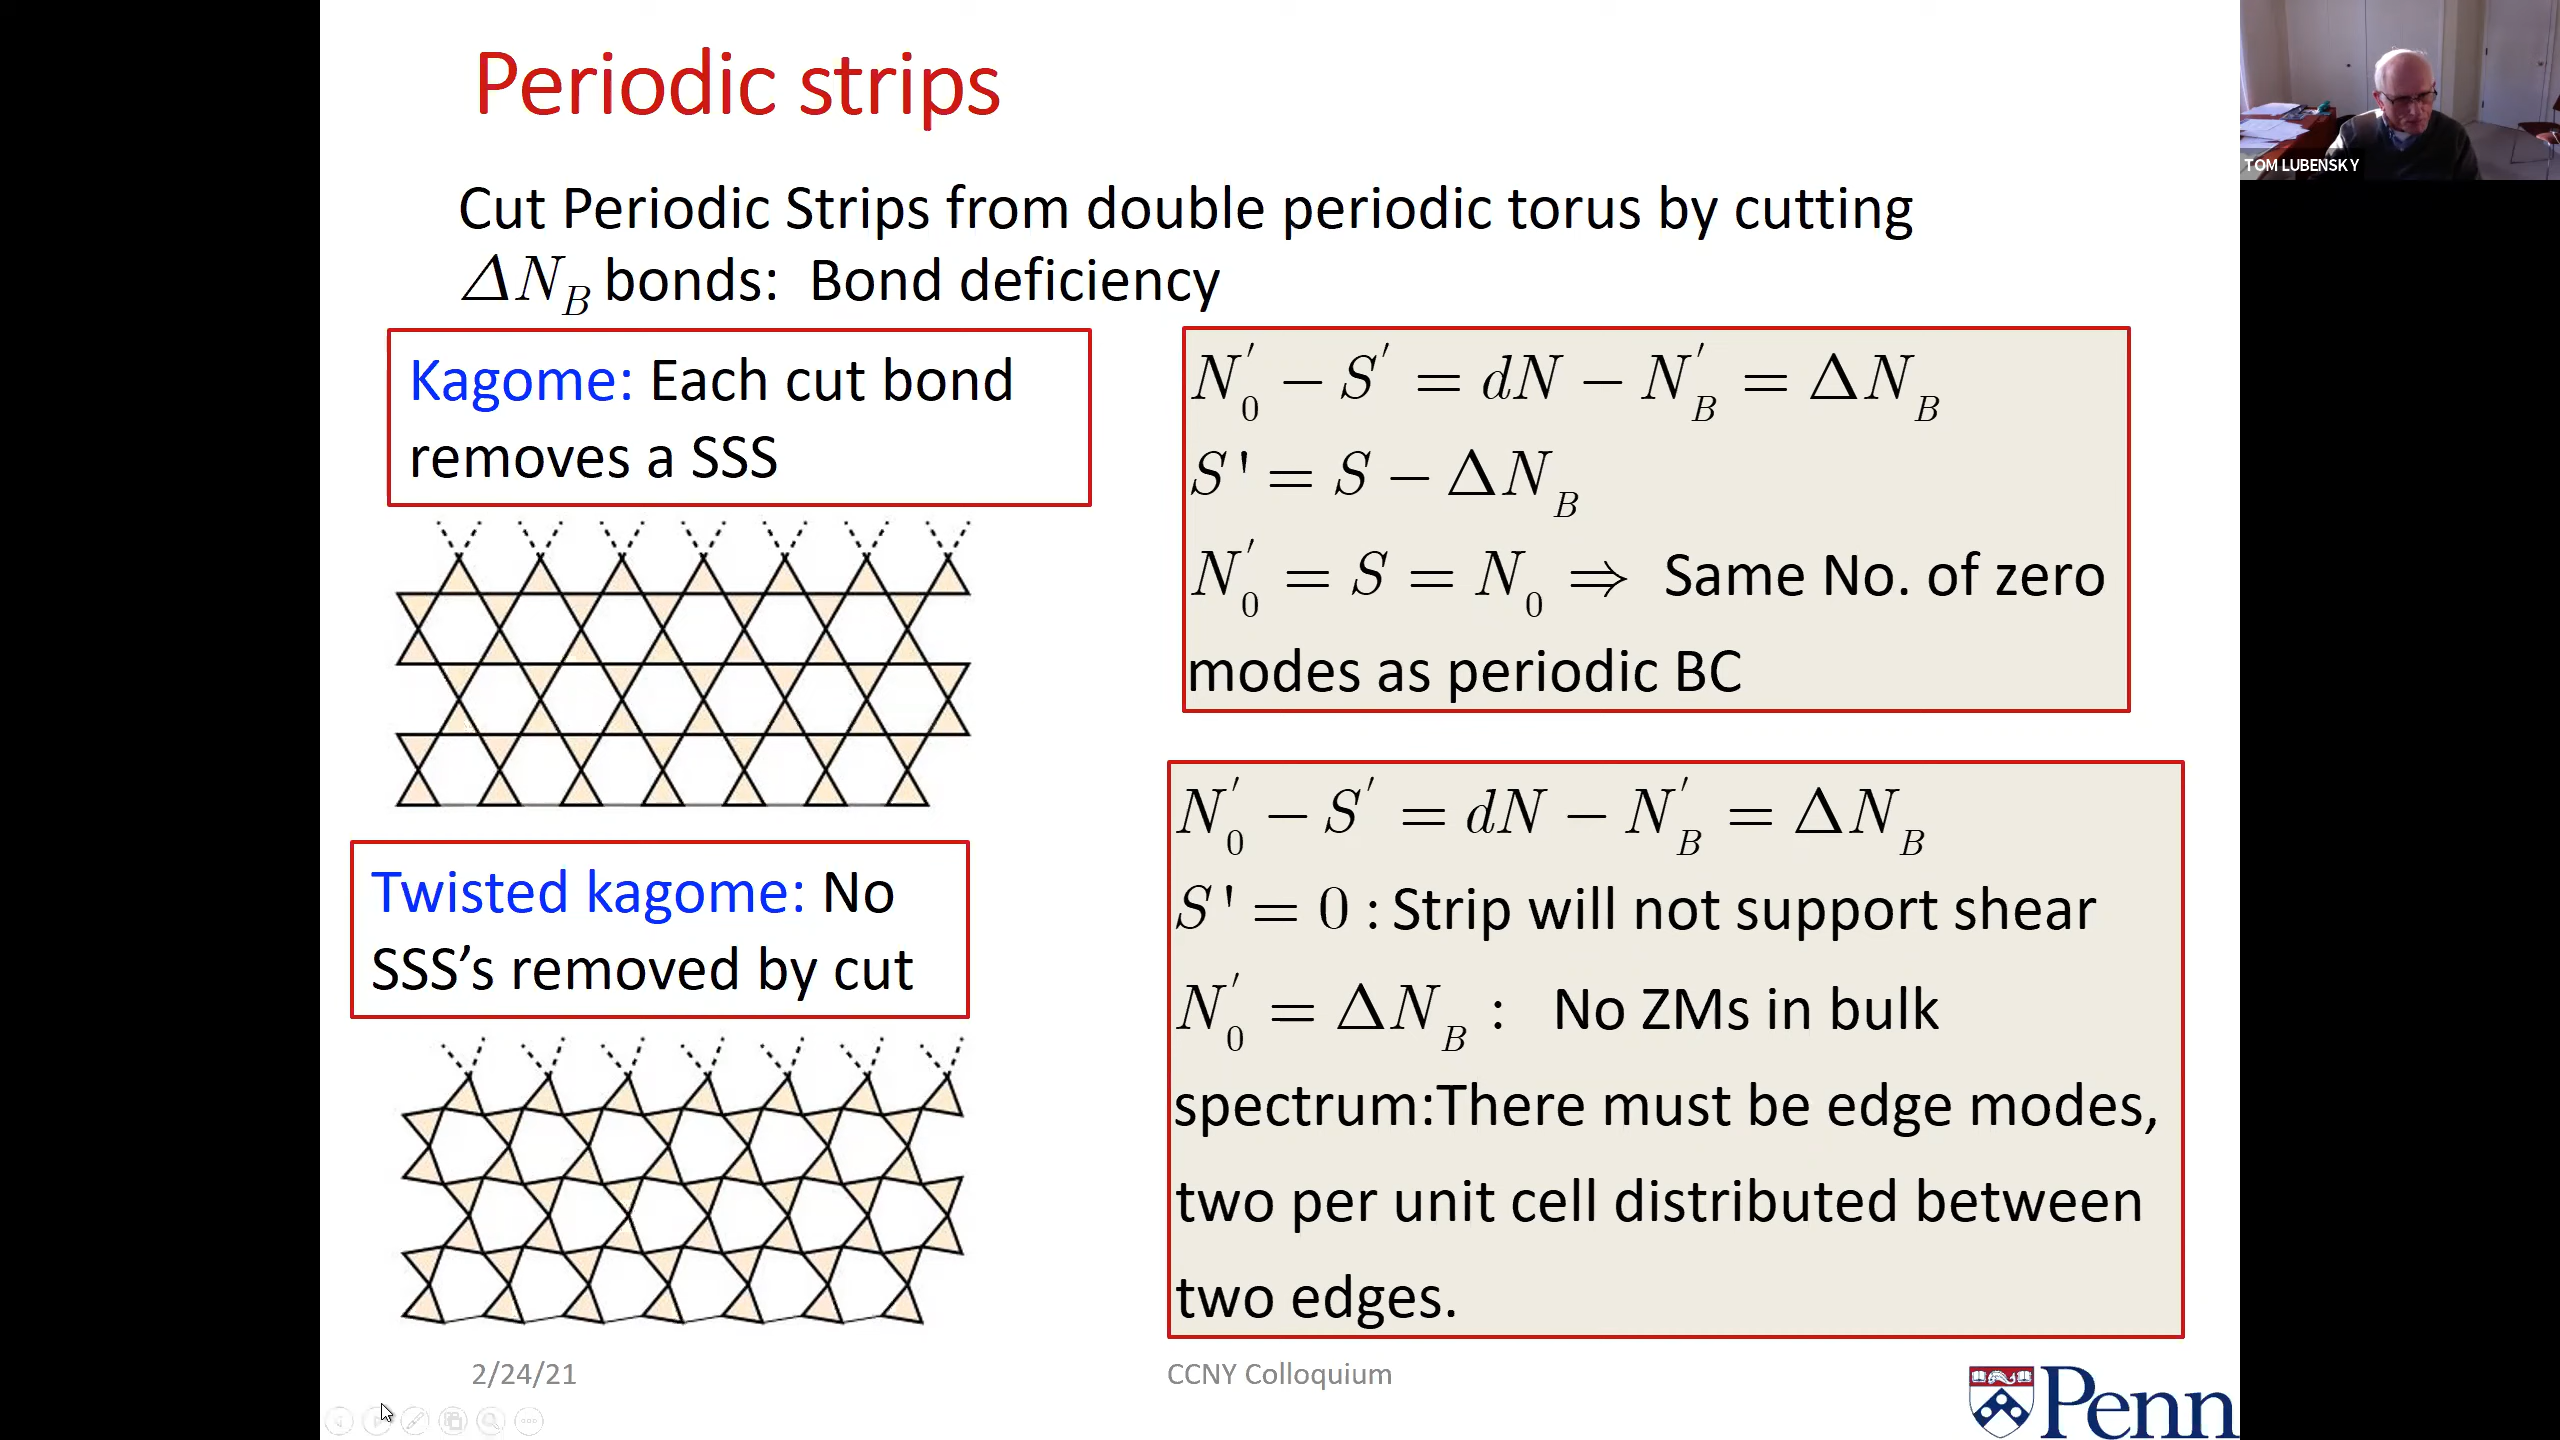 Periodic strips
TOM LUBENSKY
Cut Periodic Strips from double periodic torus by cutting
ΔN_B bonds: Bond deficiency
Kagome: Each cut bond
removes a SSS
N'_0 − S' = dN − N'_B = ΔN_B
S' = S − ΔN_B
N'_0 = S = N_0 ⇒ Same No. of zero
modes as periodic BC
Twisted kagome: No
SSS’s removed by cut
N'_0 − S' = dN − N'_B = ΔN_B
S' = 0 : Strip will not support shear
N'_0 = ΔN_B : No ZMs in bulk
spectrum:There must be edge modes,
two per unit cell distributed between
two edges.
2/24/21
CCNY Colloquium
Penn